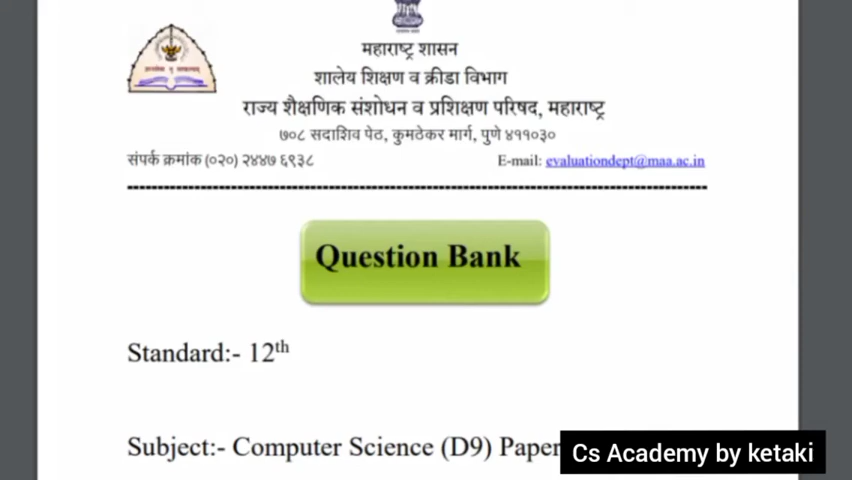 महाराष्ट्र शासन
शालेय शिक्षण व क्रीडा विभाग
राज्य शैक्षणिक संशोधन व प्रशिक्षण परिषद, महाराष्ट्र
७०८ सदाशिव पेठ, कुमठेकर मार्ग, पुणे ४११०३०
संपर्क क्रमांक (०२०) २४४७ ६९३८ E-mail: evaluationdept@maa.ac.in
Question Bank
Standard:- 12th
Subject:- Computer Science (D9) Paper
Cs Academy by ketaki